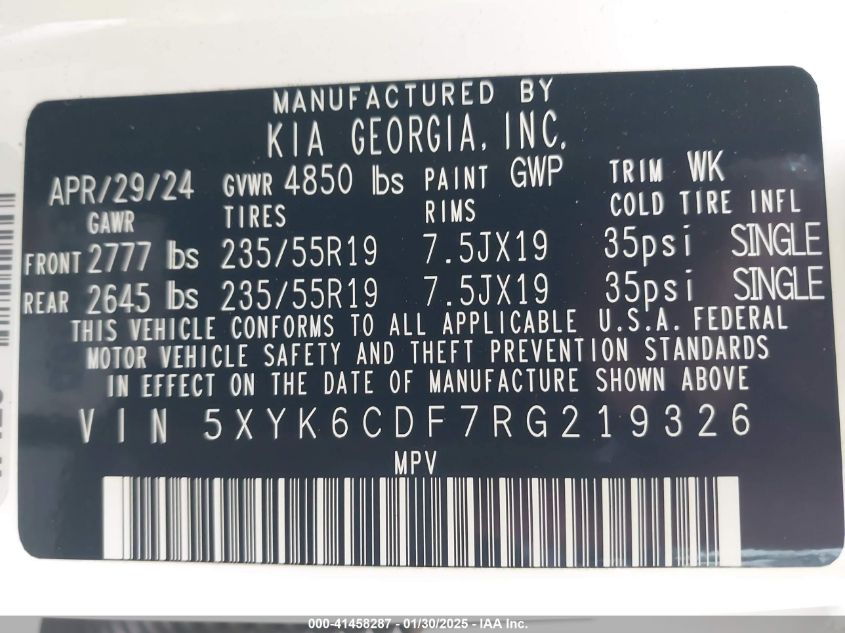 MANUFACTURED BY
KIA GEORGIA, INC.
APR/29/24 GVWR 4850 lbs PAINT GWP TRIM WK
GAWR TIRES RIMS COLD TIRE INFL
FRONT 2777 lbs 235/55R19 7.5JX19 35psi SINGLE
REAR 2645 lbs 235/55R19 7.5JX19 35psi SINGLE
THIS VEHICLE CONFORMS TO ALL APPLICABLE U.S.A. FEDERAL
MOTOR VEHICLE SAFETY AND THEFT PREVENTION STANDARDS
IN EFFECT ON THE DATE OF MANUFACTURE SHOWN ABOVE
VIN 5XYK6CDF7RG219326
MPV
000-41458287 - 01/30/2025 - IAA Inc.